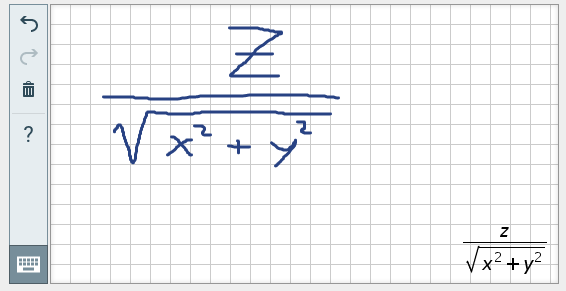 z
√x² + y²
?
z
√x² + y²